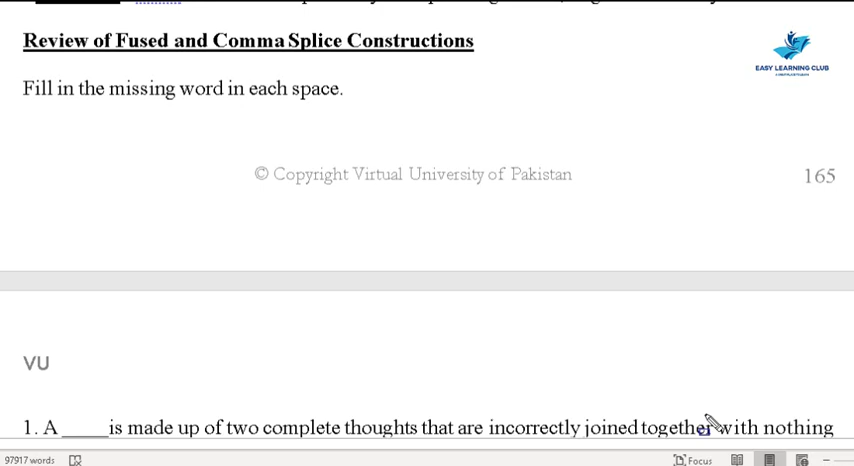 Review of Fused and Comma Splice Constructions
EASY LEARNING CLUB
Fill in the missing word in each space.
© Copyright Virtual University of Pakistan
165
VU
1. A _____ is made up of two complete thoughts that are incorrectly joined together with nothing
97917 words
Focus